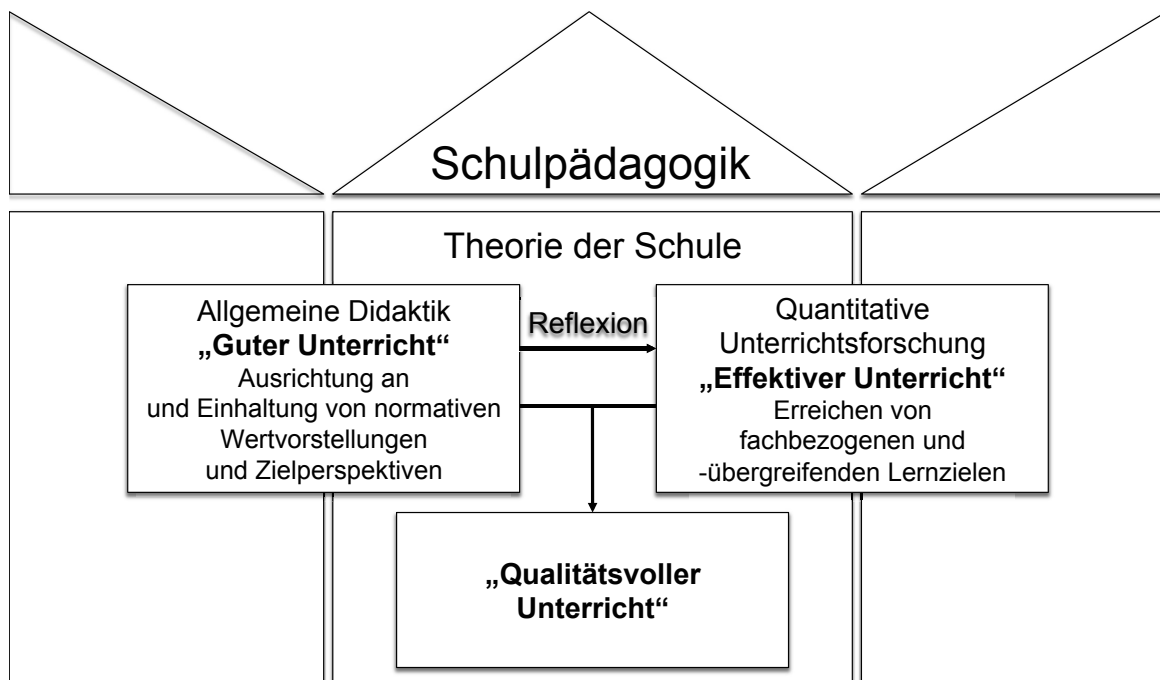 Schulpädagogik
Theorie der Schule
Allgemeine Didaktik
„Guter Unterricht“
Ausrichtung an
und Einhaltung von normativen
Wertvorstellungen
und Zielperspektiven
Reflexion
Quantitative
Unterrichtsforschung
„Effektiver Unterricht“
Erreichen von
fachbezogenen und
-übergreifenden Lernzielen
„Qualitätsvoller
Unterricht“